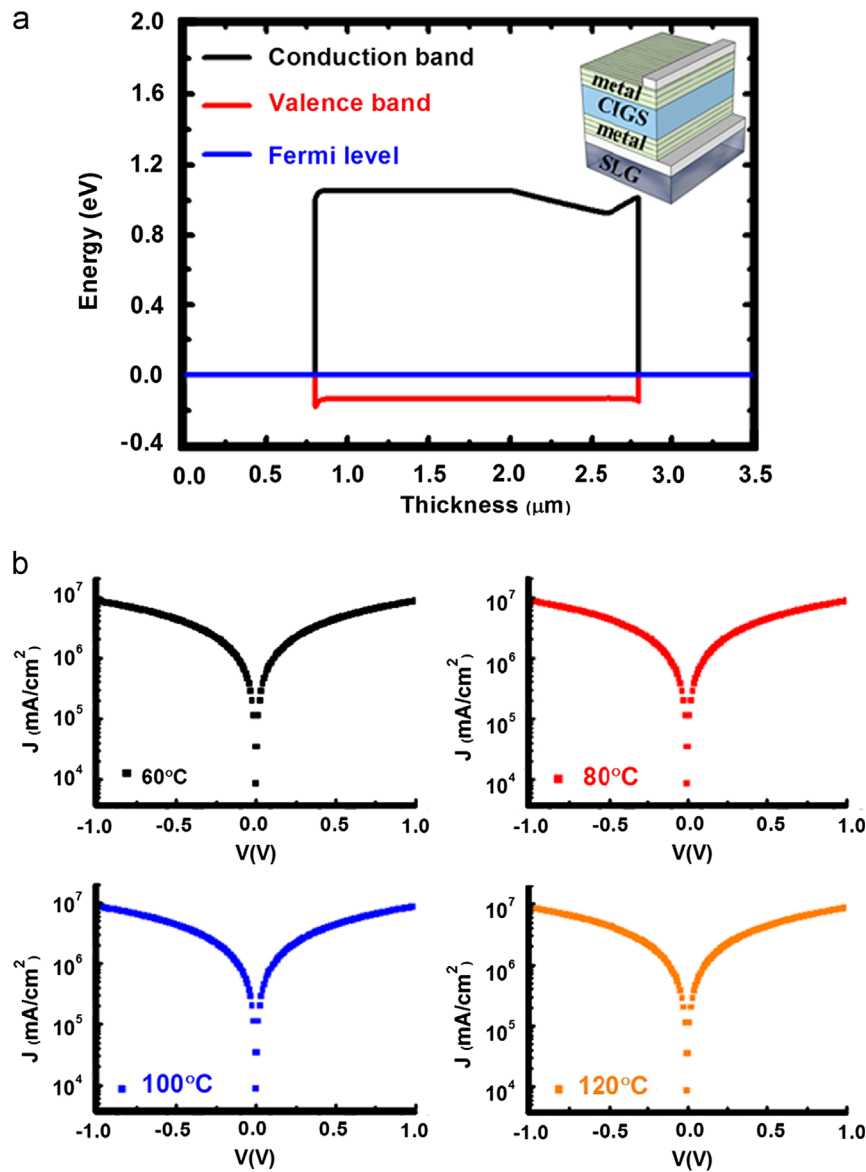 a
2.0
1.6
1.2
0.8
0.4
0.0
-0.4
Energy (eV)
Conduction band
Valence band
Fermi level
metal
CIGS
metal
SLG
0.0 0.5 1.0 1.5 2.0 2.5 3.0 3.5
Thickness (μm)
b
10⁷
10⁶
10⁵
10⁴
J (mA/cm²)
60°C
-1.0 -0.5 0.0 0.5 1.0
V(V)
10⁷
10⁶
10⁵
10⁴
J (mA/cm²)
80°C
-1.0 -0.5 0.0 0.5 1.0
V(V)
10⁷
10⁶
10⁵
10⁴
J (mA/cm²)
100°C
-1.0 -0.5 0.0 0.5 1.0
V(V)
10⁷
10⁶
10⁵
10⁴
J (mA/cm²)
120°C
-1.0 -0.5 0.0 0.5 1.0
V(V)